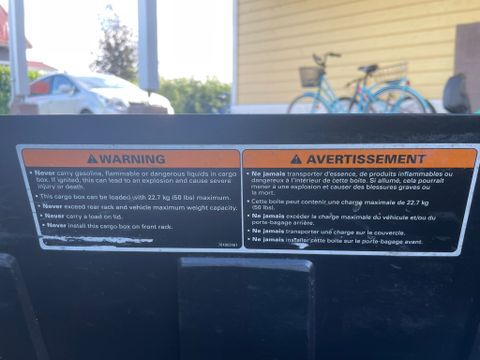 WARNING
• Never carry gasoline, flammable or dangerous liquids in cargo
box. If ignited, this can lead to an explosion and cause severe
injury or death.
• This cargo box can be loaded with 22.7 kg (50 lbs) maximum.
• Never exceed rear rack and vehicle maximum weight capacity.
• Never carry a load on lid.
• Never install this cargo box on front rack.
AVERTISSEMENT
• Ne jamais transporter d'essence, de produits inflammables ou
dangereux à l'intérieur de cette boîte. Si allumé, cela pourrait
mener à une explosion et causer des blessures graves ou
la mort.
• Cette boîte peut contenir une charge maximale de 22.7 kg
(50 lbs).
• Ne jamais excéder la charge maximale du véhicule et/ou du
porte-bagage arrière.
• Ne jamais transporter une charge sur le couvercle.
• Ne jamais installer cette boîte sur le porte-bagage avant.